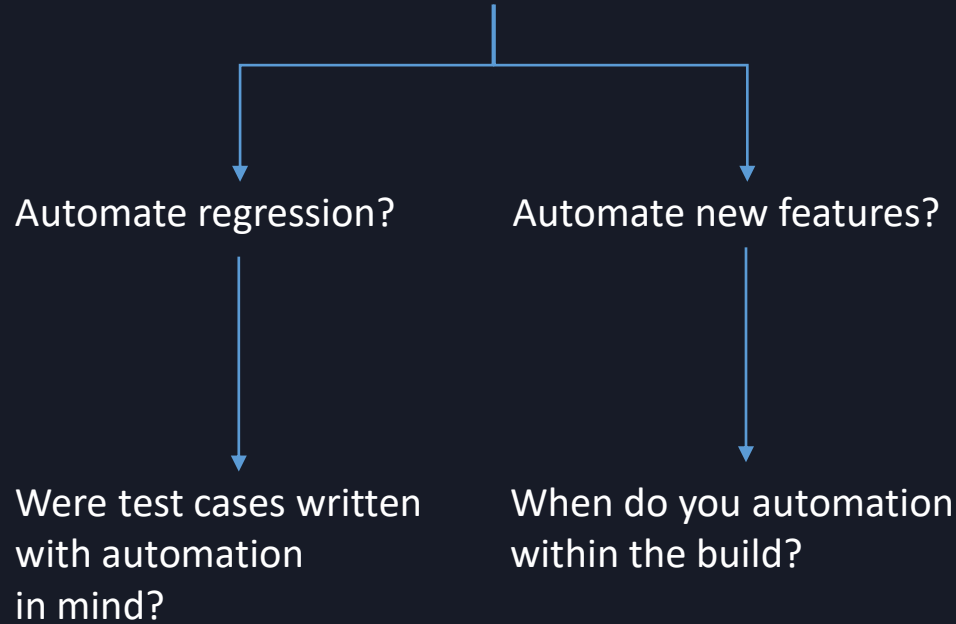 Automate regression?
Automate new features?
Were test cases written
with automation
in mind?
When do you automation
within the build?